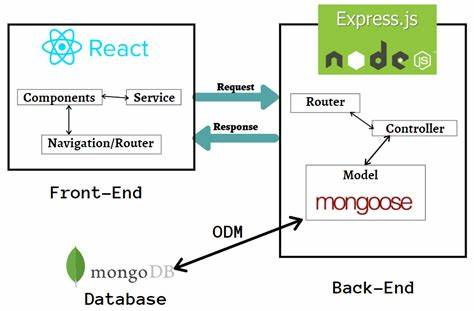 React
Components
Service
Navigation/Router
Front-End
Request
Response
Express.js
node
JS
Router
Controller
Model
mongoose
Back-End
ODM
mongoDB
Database